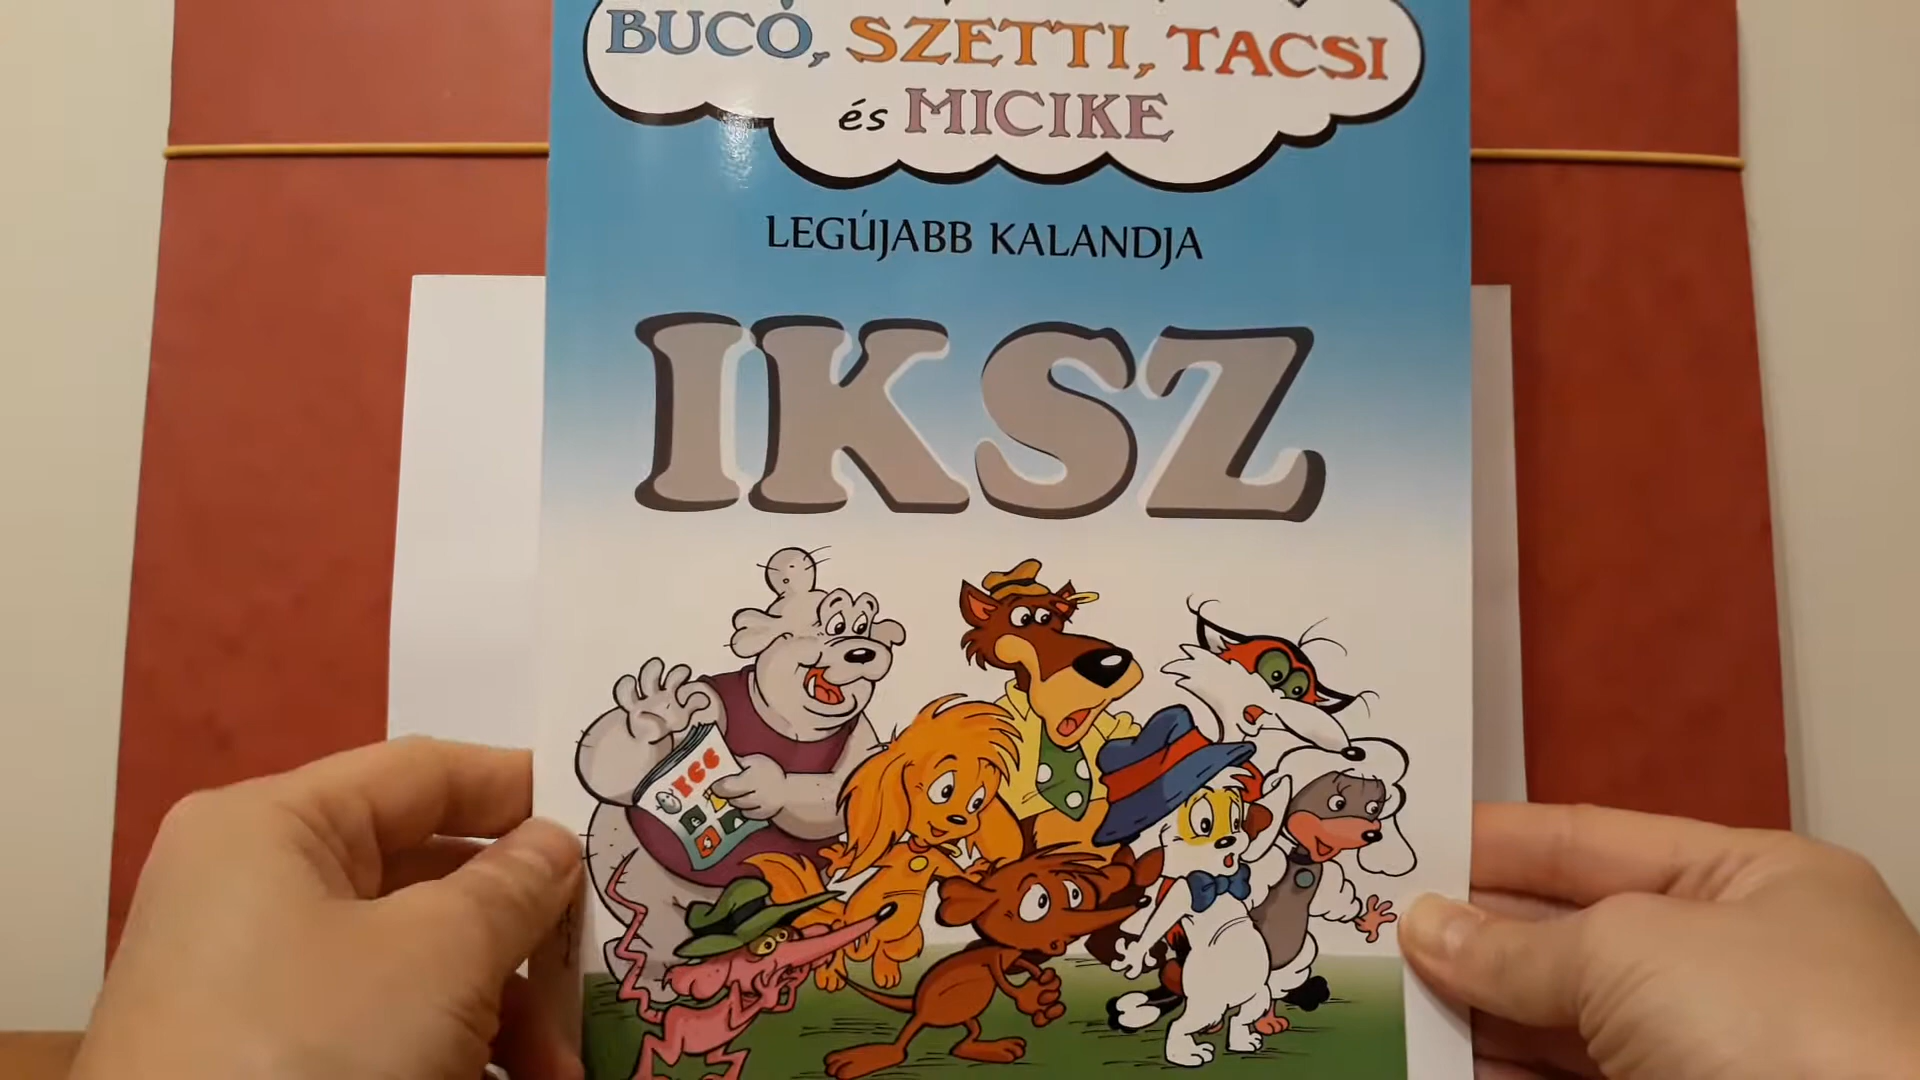 BUCÓ, SZETTI, TACSI
és MICIKE
LEGÚJABB KALANDJA
IKSZ